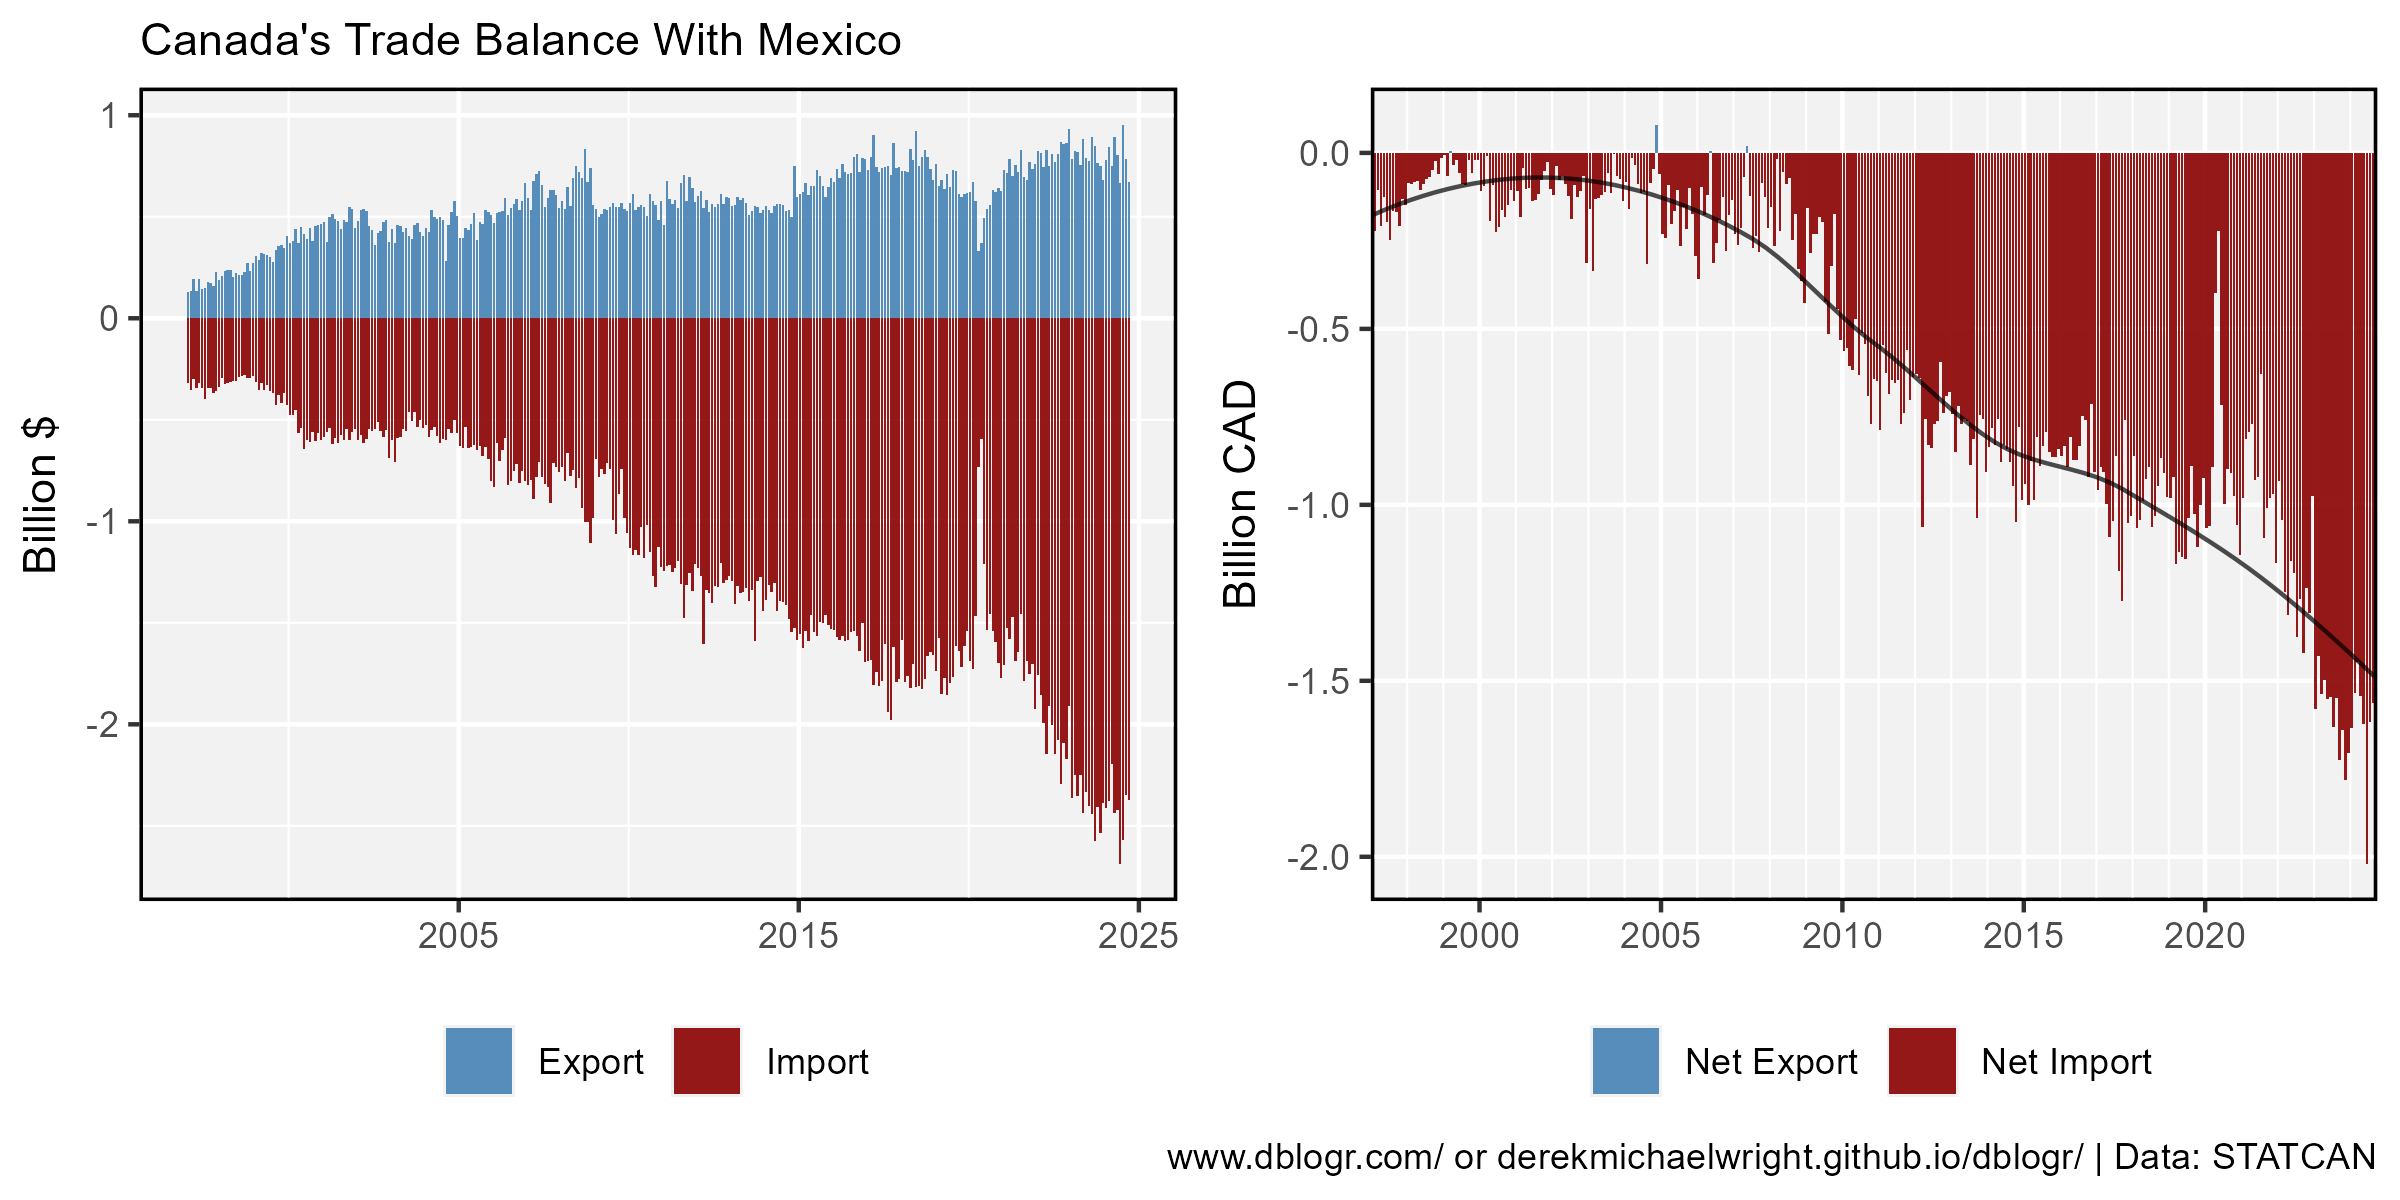 Canada's Trade Balance With Mexico
Billion $
1
0
-1
-2
2005
2015
2025
Export
Import
Billion CAD
0.0
-0.5
-1.0
-1.5
-2.0
2000
2005
2010
2015
2020
Net Export
Net Import
www.dblogr.com/ or derekmichaelwright.github.io/dblogr/ | Data: STATCAN